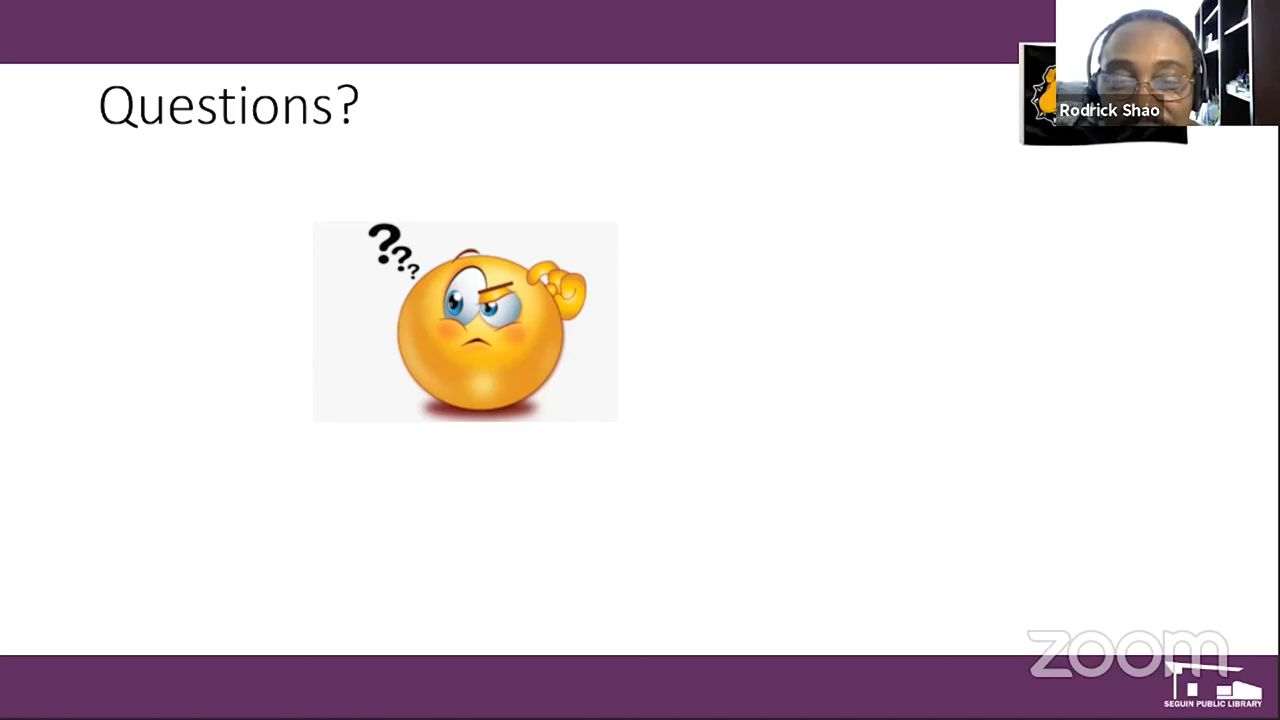 Questions?
Rodrick Shao
? ? ?
zoom
SEGUIN PUBLIC LIBRARY